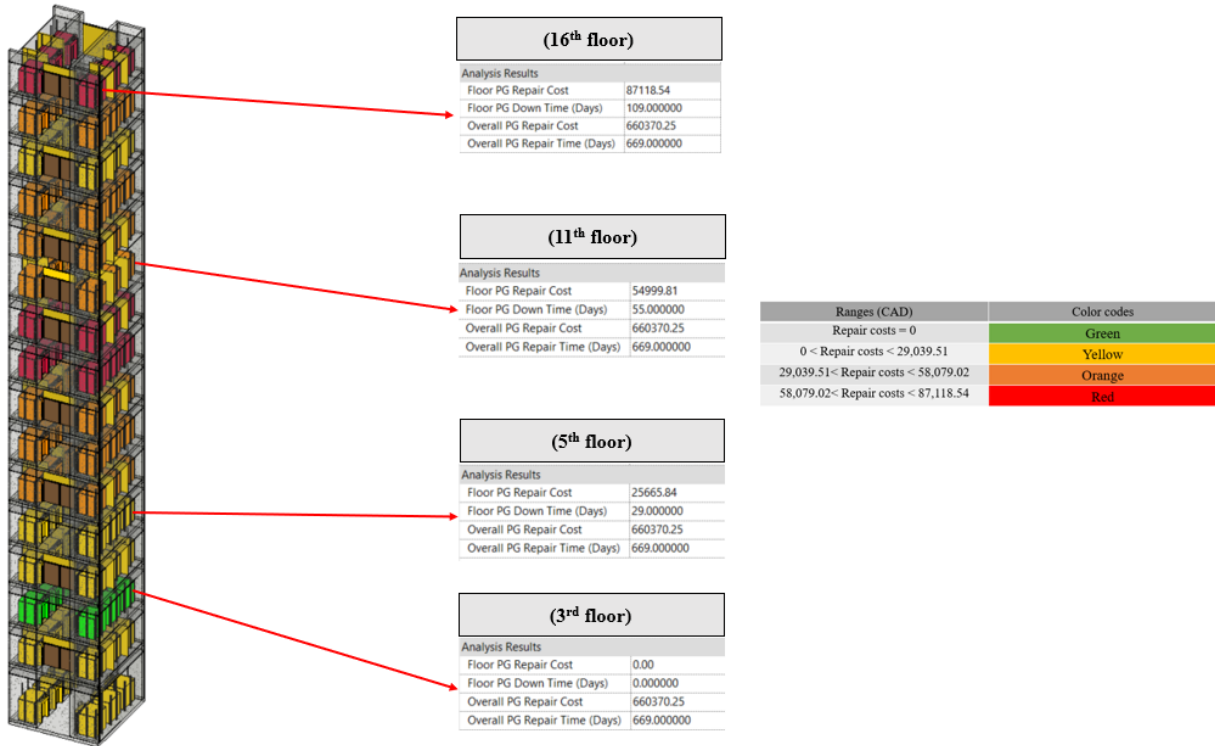 (16th floor)
Analysis Results
Floor PG Repair Cost 87118.54
Floor PG Down Time (Days) 109.000000
Overall PG Repair Cost 660370.25
Overall PG Repair Time (Days) 669.000000
(11th floor)
Analysis Results
Floor PG Repair Cost 54999.81
Floor PG Down Time (Days) 55.000000
Overall PG Repair Cost 660370.25
Overall PG Repair Time (Days) 669.000000
(5th floor)
Analysis Results
Floor PG Repair Cost 25665.84
Floor PG Down Time (Days) 29.000000
Overall PG Repair Cost 660370.25
Overall PG Repair Time (Days) 669.000000
(3rd floor)
Analysis Results
Floor PG Repair Cost 0.00
Floor PG Down Time (Days) 0.000000
Overall PG Repair Cost 660370.25
Overall PG Repair Time (Days) 669.000000
Ranges (CAD) Color codes
Repair costs = 0 Green
0 < Repair costs < 29,039.51 Yellow
29,039.51< Repair costs < 58,079.02 Orange
58,079.02< Repair costs < 87,118.54 Red